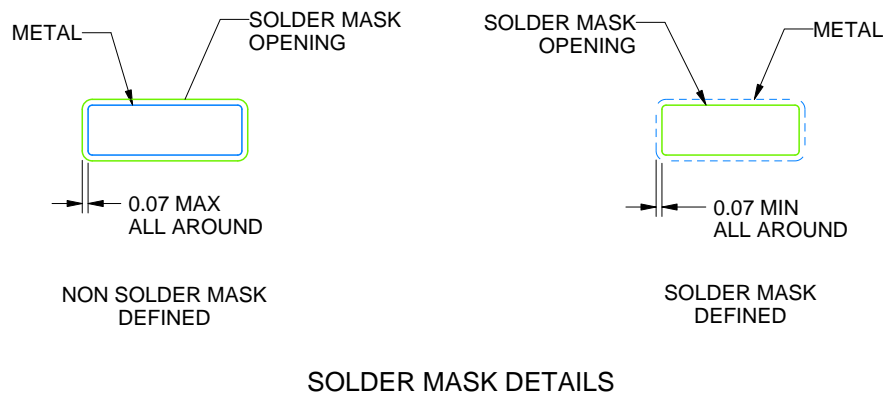 METAL
SOLDER MASK
OPENING
0.07 MAX
ALL AROUND
NON SOLDER MASK
DEFINED
SOLDER MASK
OPENING
METAL
0.07 MIN
ALL AROUND
SOLDER MASK
DEFINED
SOLDER MASK DETAILS